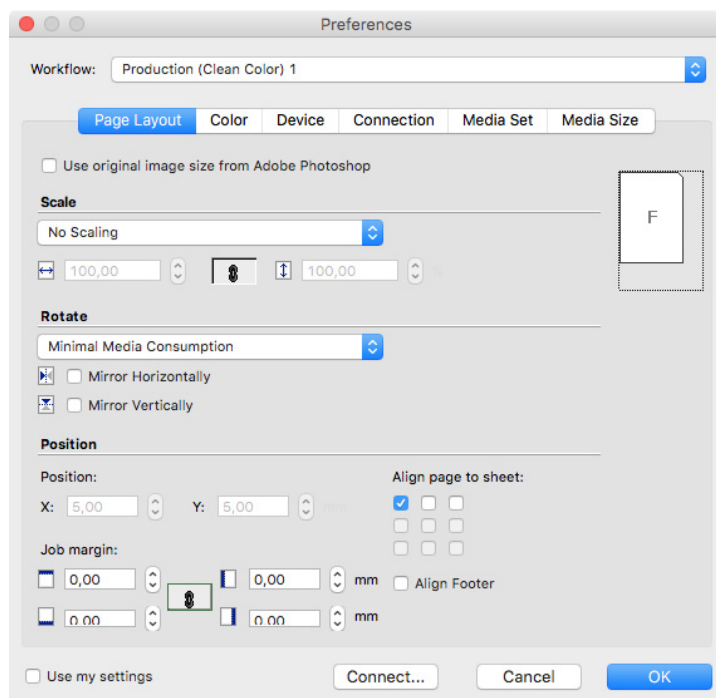 Preferences
Workflow: Production (Clean Color) 1
Page Layout Color Device Connection Media Set Media Size
Use original image size from Adobe Photoshop
Scale
No Scaling
F
100,00 100,00
Rotate
Minimal Media Consumption
Mirror Horizontally
Mirror Vertically
Position
Position: Align page to sheet:
X: 5,00 Y: 5,00 mm
Job margin:
0,00 0,00 mm Align Footer
0,00 0,00 mm
Use my settings Connect... Cancel OK